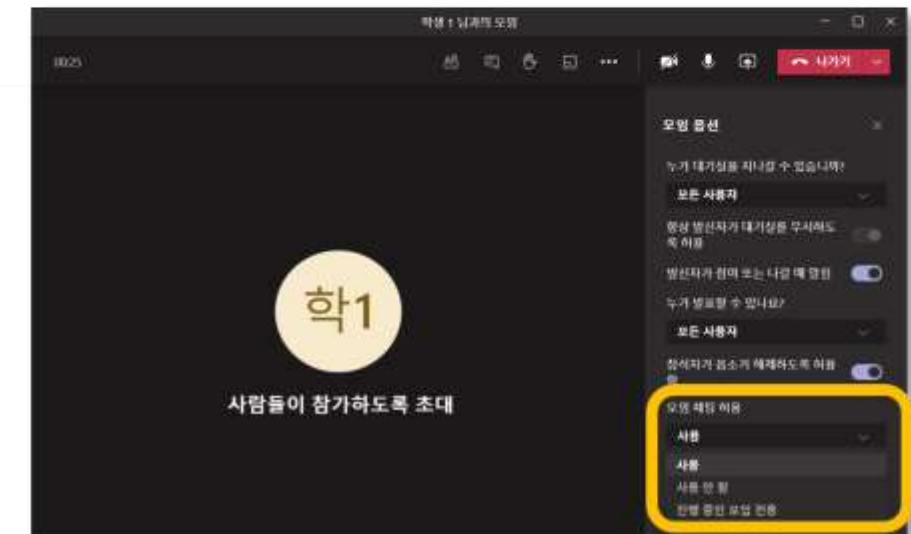 학생 1 님과의 모임
00:25
나가기
모임 옵션
누가 대기실을 지나갈 수 있습니까?
모든 사용자
항상 발신자가 대기실을 무시하도
록 허용
발신자가 참여 또는 나갈 때 알림
누가 발표할 수 있나요?
모든 사용자
참석자가 음소거 해제하도록 허용
학1
사람들이 참가하도록 초대
모임 채팅 허용
사용
사용
사용 안 함
진행 중인 모임 전용